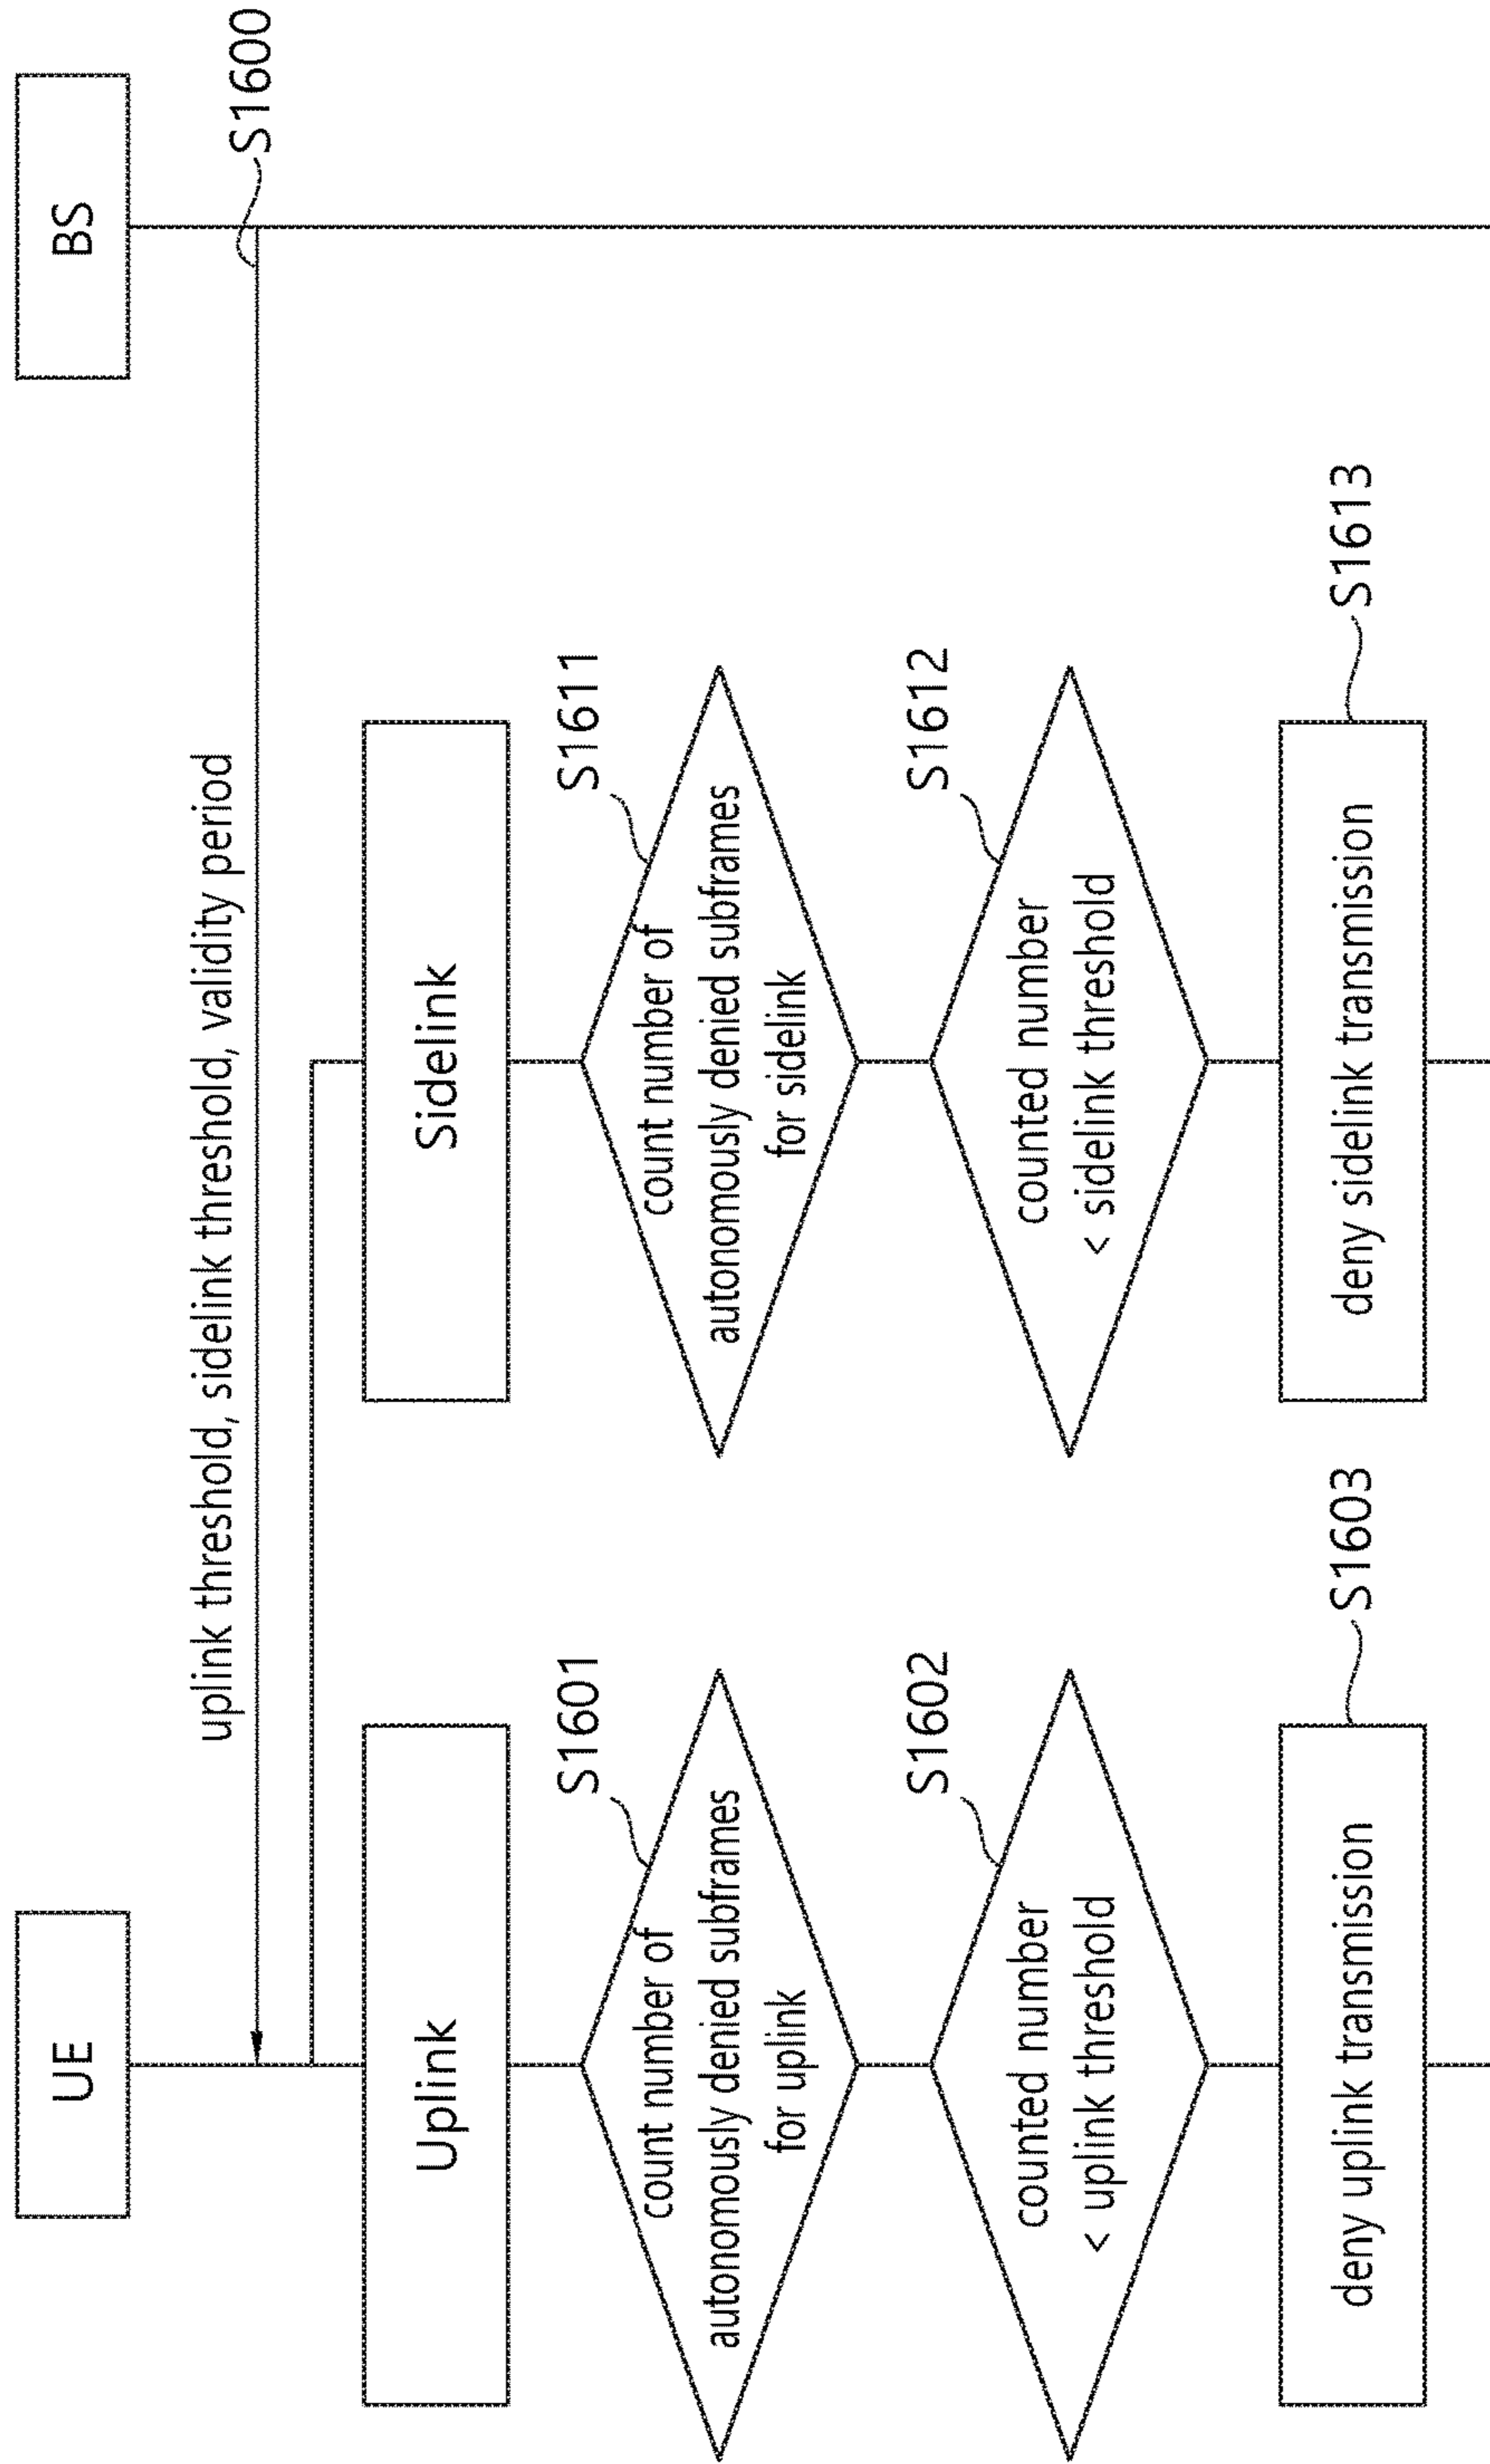 UE
BS
uplink threshold, sidelink threshold, validity period
S1600
Uplink
Sidelink
S1601
count number of
autonomously denied subframes
for uplink
S1611
count number of
autonomously denied subframes
for sidelink
S1602
counted number
< uplink threshold
S1612
counted number
< sidelink threshold
S1603
deny uplink transmission
S1613
deny sidelink transmission